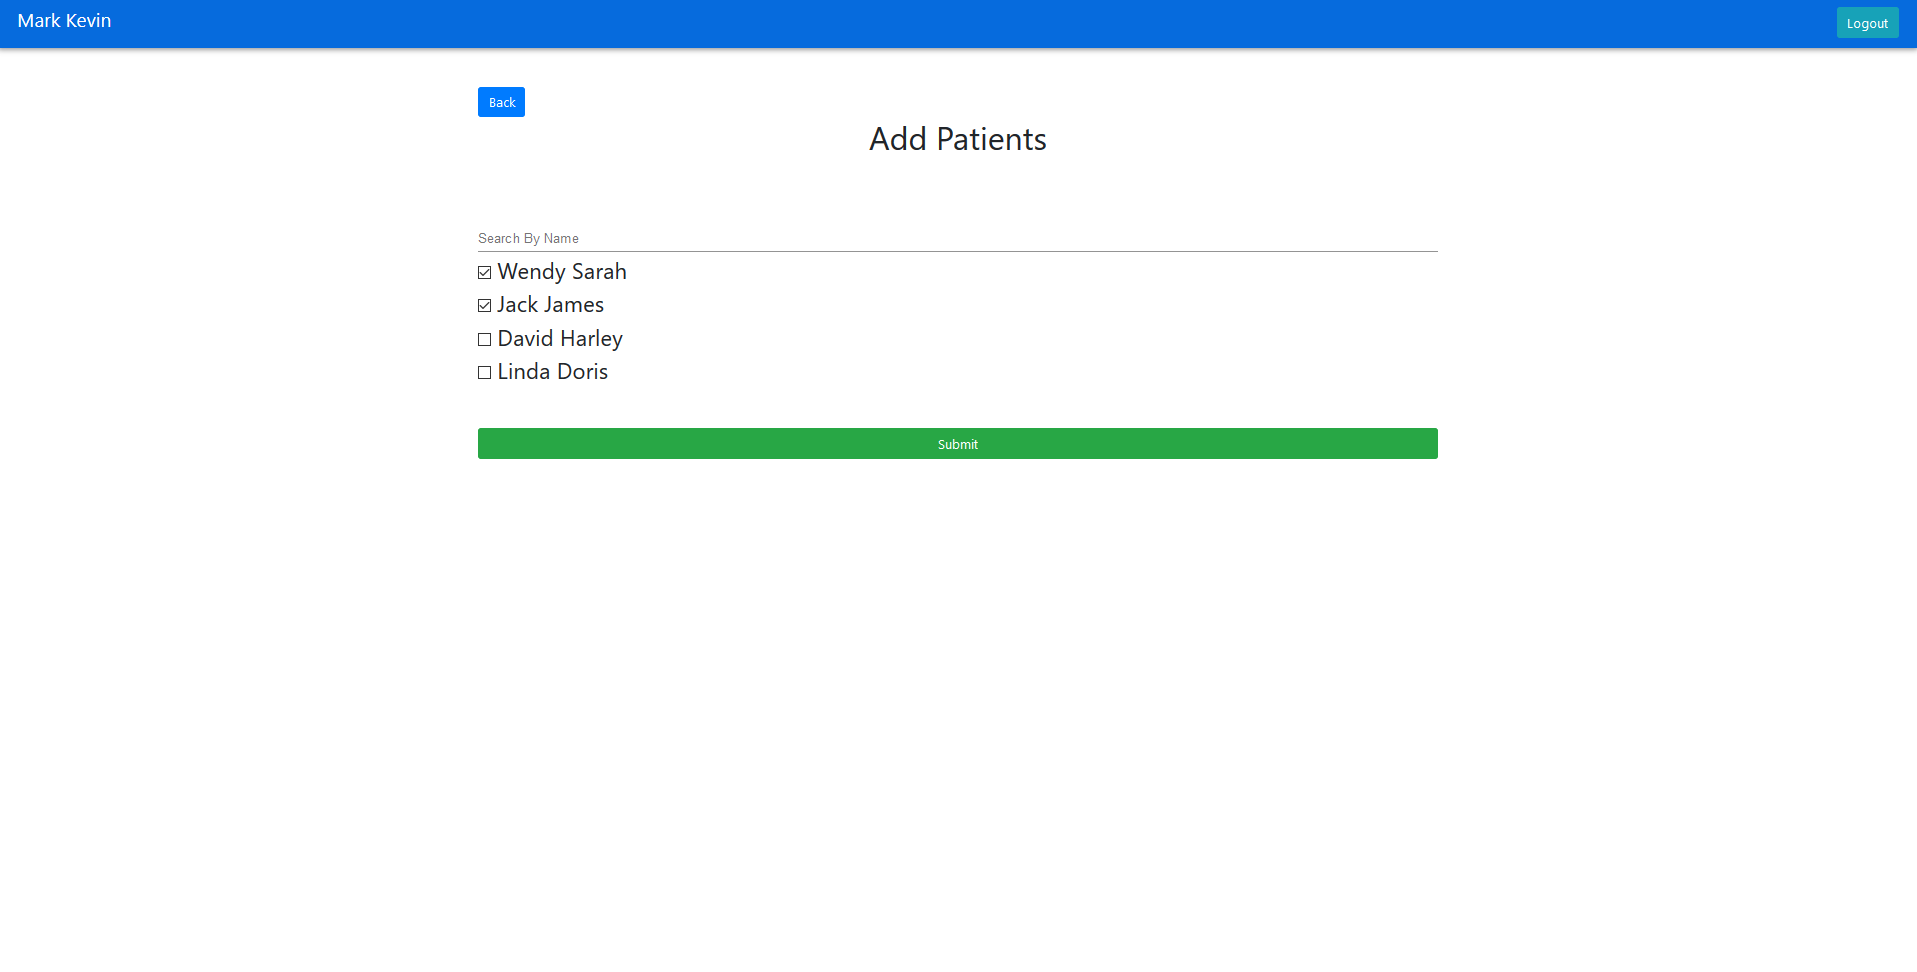 Mark Kevin
Logout
Back
Add Patients
Search By Name
Wendy Sarah
Jack James
David Harley
Linda Doris
Submit